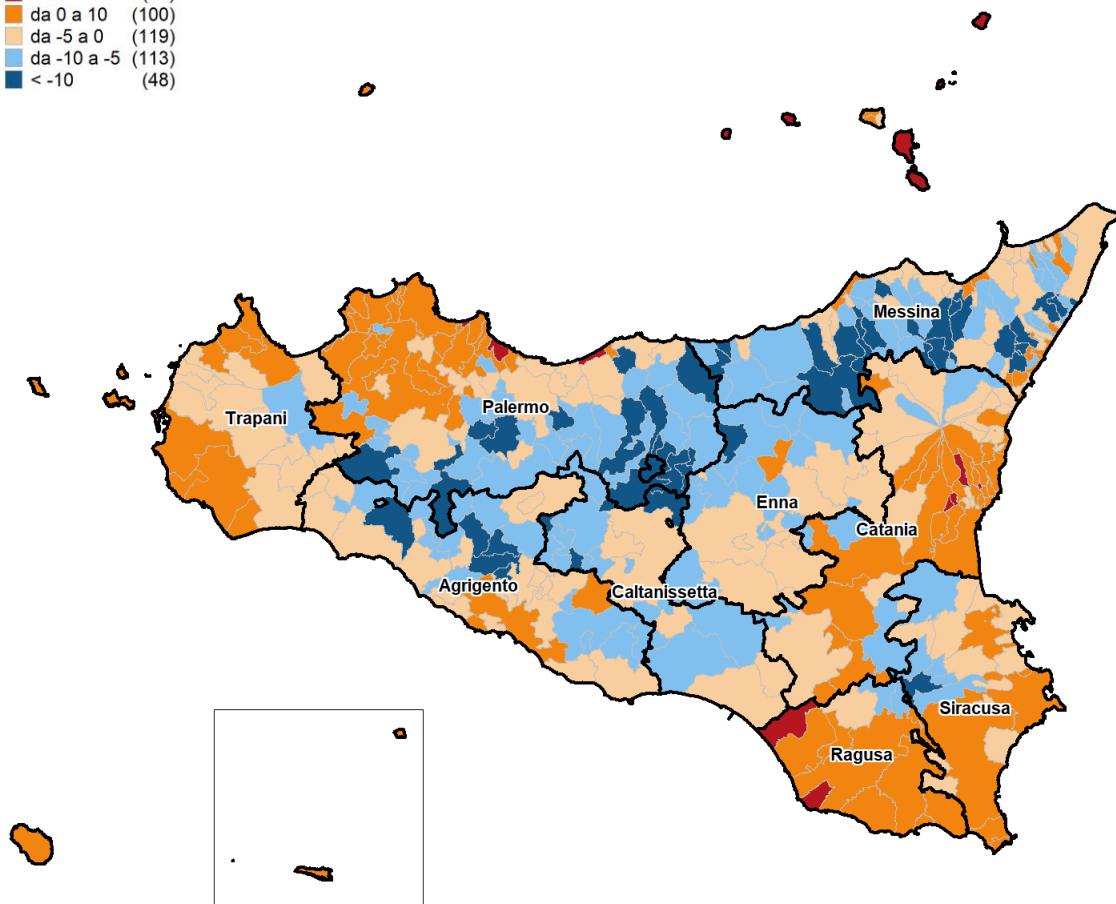 da 0 a 10 (100)
da -5 a 0 (119)
da -10 a -5 (113)
< -10 (48)
Messina
Palermo
Trapani
Enna
Catania
Agrigento
Caltanissetta
Siracusa
Ragusa